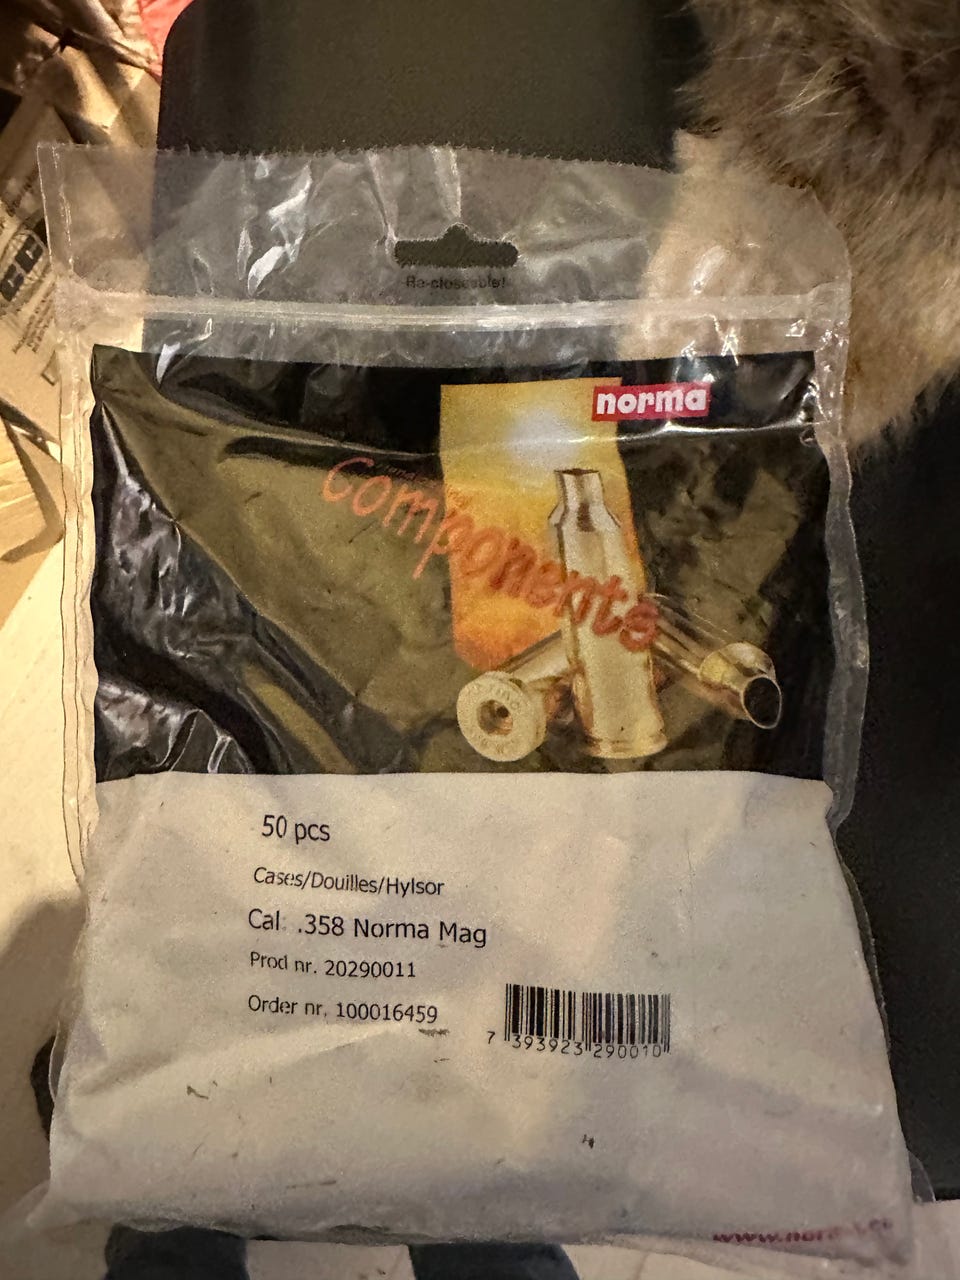 Re-closeable!
norma
components
50 pcs
Cases/Douilles/Hylsor
Cal. .358 Norma Mag
Prod nr. 20290011
Order nr. 100016459
7 393923 290010